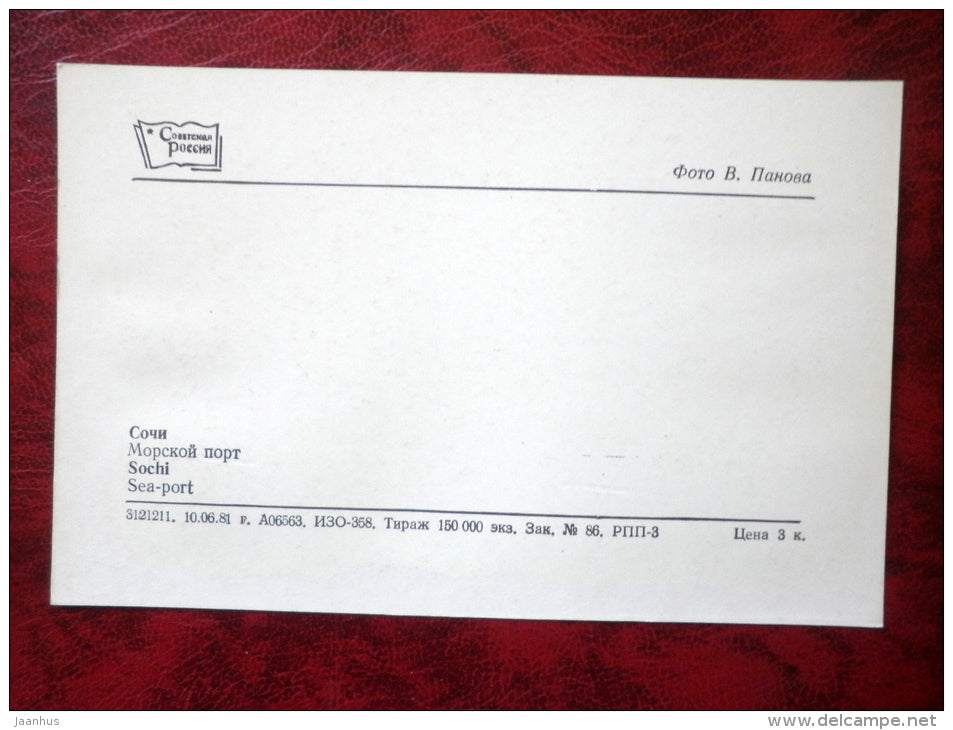 ★ Советская
Россия
Фото В. Панова
Сочи
Морской порт
Sochi
Sea-port
3121211. 10.06.81 г. А06563. ИЗО-358. Тираж 150 000 экз. Зак. № 86. РПП-3 Цена 3 к.
jaanhus
www.delcampe.net